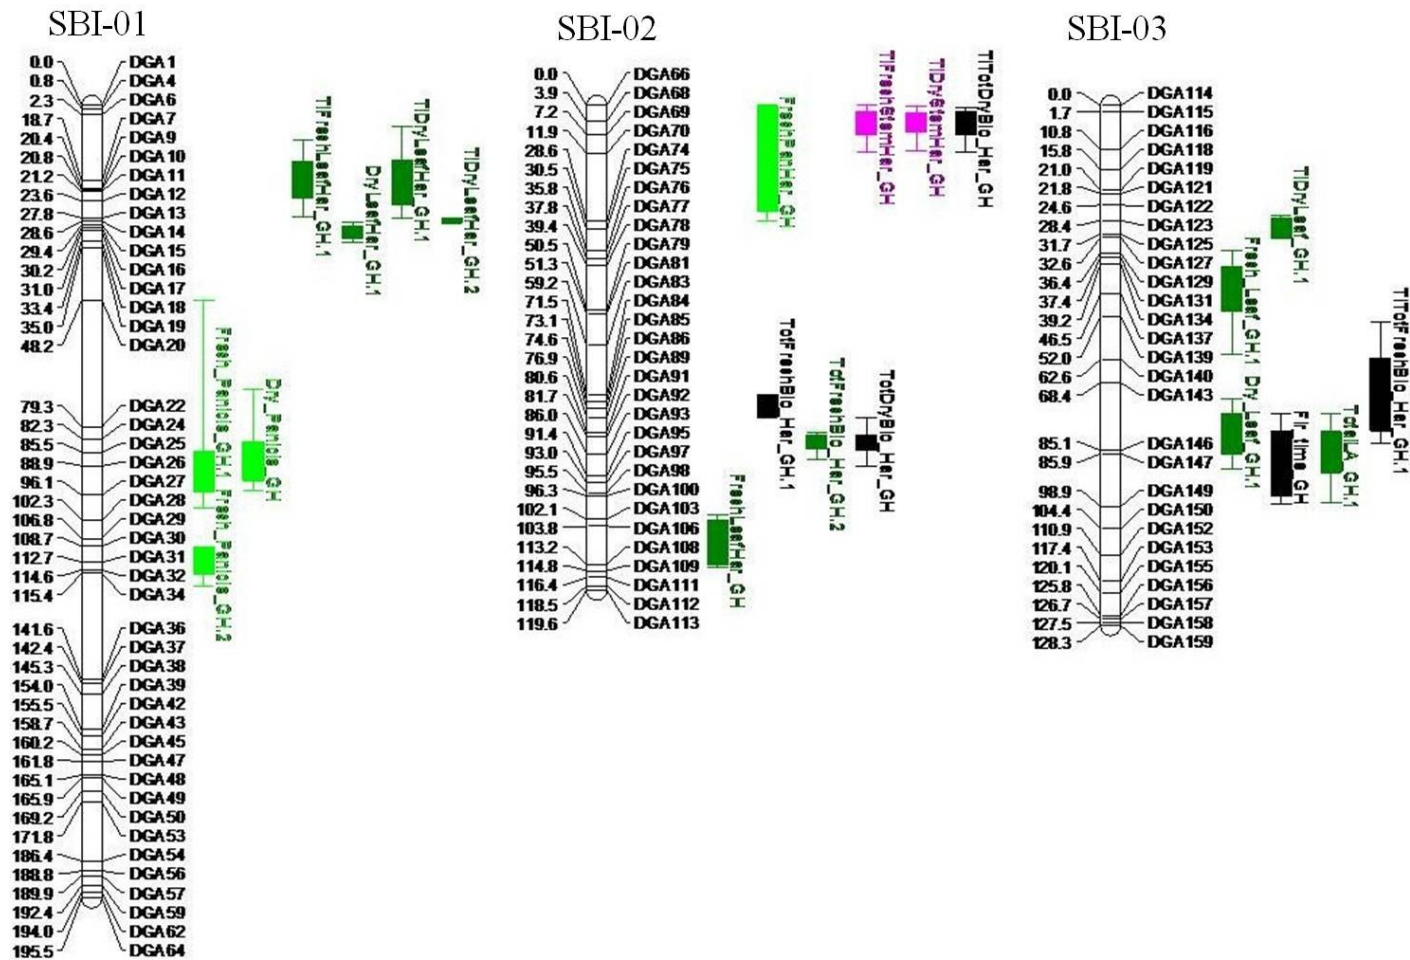 SBI-01
0.0 DGA1
0.8 DGA4
2.3 DGA6
18.7 DGA7
20.4 DGA9
20.8 DGA10
21.2 DGA11
23.6 DGA12
27.8 DGA13
28.6 DGA14
29.4 DGA15
30.2 DGA16
31.0 DGA17
33.4 DGA18
35.0 DGA19
48.2 DGA20
79.3 DGA22
82.3 DGA24
85.5 DGA25
88.9 DGA26
96.1 DGA27
102.3 DGA28
106.8 DGA29
108.7 DGA30
112.7 DGA31
114.6 DGA32
115.4 DGA34
141.6 DGA36
142.4 DGA37
145.3 DGA38
154.0 DGA39
155.5 DGA42
158.7 DGA43
160.2 DGA45
161.8 DGA47
165.1 DGA48
165.9 DGA49
169.2 DGA50
171.8 DGA53
186.4 DGA54
188.8 DGA56
189.9 DGA57
192.4 DGA59
194.0 DGA62
195.5 DGA64
Fresh_Panicle_GH.1
Fresh_Panicle_GH.2
Dry_Panicle_GH
TlFreshLeafHer_GH.1
DryLeafHer_GH.1
TlDryLeafHer_GH.1
TlDryLeafHer_GH.2
SBI-02
0.0 DGA66
3.9 DGA68
7.2 DGA69
11.9 DGA70
28.6 DGA74
30.5 DGA75
35.8 DGA76
37.8 DGA77
39.4 DGA78
50.5 DGA79
51.3 DGA81
59.2 DGA83
71.5 DGA84
73.1 DGA85
74.6 DGA86
76.9 DGA89
80.6 DGA91
81.7 DGA92
86.0 DGA93
91.4 DGA95
93.0 DGA97
95.5 DGA98
96.3 DGA100
102.1 DGA103
103.8 DGA106
113.2 DGA108
114.8 DGA109
116.4 DGA111
118.5 DGA112
119.6 DGA113
FreshLeafHer_GH
FreshPanHer_GH
TotFreshBio_Her_GH.1
TotFreshBio_Her_GH.2
TotDryBio_Her_GH
TlFreshStemHer_GH
TlDryStemHer_GH
TlTotDryBio_Her_GH
SBI-03
0.0 DGA114
1.7 DGA115
10.8 DGA116
15.8 DGA118
21.0 DGA119
21.8 DGA121
24.6 DGA122
28.4 DGA123
31.7 DGA125
32.6 DGA127
36.4 DGA129
37.4 DGA131
39.2 DGA134
46.5 DGA137
52.0 DGA139
62.6 DGA140
68.4 DGA143
85.1 DGA146
85.9 DGA147
98.9 DGA149
104.4 DGA150
110.9 DGA152
117.4 DGA153
120.1 DGA155
125.8 DGA156
126.7 DGA157
127.5 DGA158
128.3 DGA159
Fresh_Leaf_GH.1
Dry_Leaf_GH.1
TlDryLeaf_GH.1
Flr_time_GH
TotalLA_GH.1
TlTotFreshBio_Her_GH.1